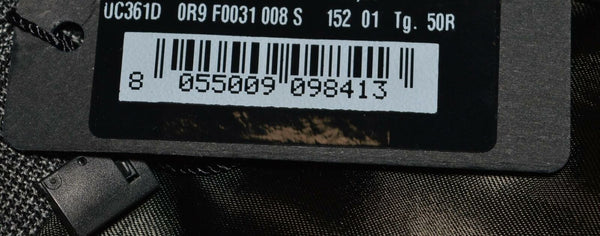 UC361D 0R9 F0031 008 S 152 01 Tg. 50R
8 055009 098413